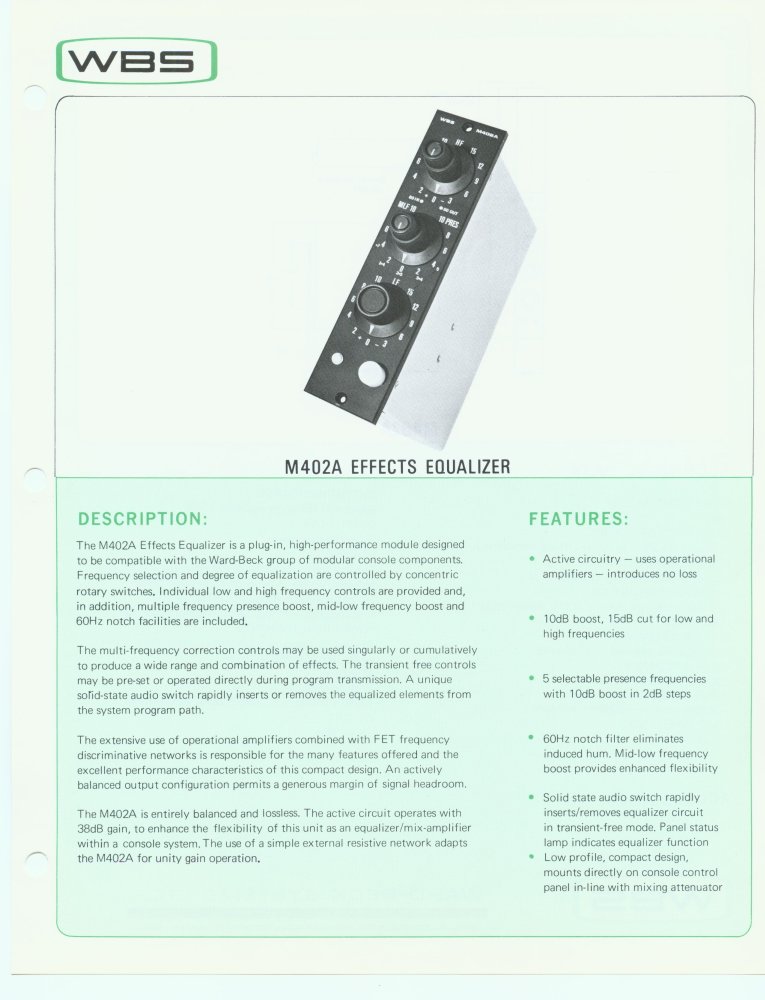 WBS
WBS M402A
HF
MLF 10
10 PRES
LF
M402A EFFECTS EQUALIZER
DESCRIPTION:
The M402A Effects Equalizer is a plug-in, high-performance module designed
to be compatible with the Ward-Beck group of modular console components.
Frequency selection and degree of equalization are controlled by concentric
rotary switches. Individual low and high frequency controls are provided and,
in addition, multiple frequency presence boost, mid-low frequency boost and
60Hz notch facilities are included.
The multi-frequency correction controls may be used singularly or cumulatively
to produce a wide range and combination of effects. The transient free controls
may be pre-set or operated directly during program transmission. A unique
solid-state audio switch rapidly inserts or removes the equalized elements from
the system program path.
The extensive use of operational amplifiers combined with FET frequency
discriminative networks is responsible for the many features offered and the
excellent performance characteristics of this compact design. An actively
balanced output configuration permits a generous margin of signal headroom.
The M402A is entirely balanced and lossless. The active circuit operates with
38dB gain, to enhance the flexibility of this unit as an equalizer/mix-amplifier
within a console system. The use of a simple external resistive network adapts
the M402A for unity gain operation.
FEATURES:
• Active circuitry – uses operational
amplifiers – introduces no loss
• 10dB boost, 15dB cut for low and
high frequencies
• 5 selectable presence frequencies
with 10dB boost in 2dB steps
• 60Hz notch filter eliminates
induced hum. Mid-low frequency
boost provides enhanced flexibility
• Solid state audio switch rapidly
inserts/removes equalizer circuit
in transient-free mode. Panel status
lamp indicates equalizer function
• Low profile, compact design,
mounts directly on console control
panel in-line with mixing attenuator